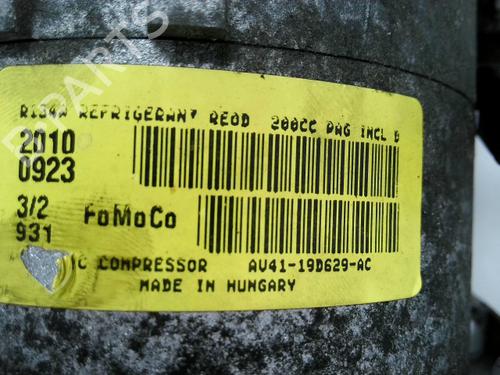 R134A REFRIGERANT REQD 200CC PAG INCL
2010
0923
3/2 FoMoCo
931
C COMPRESSOR AV41-19D629-AC
MADE IN HUNGARY
PARTS